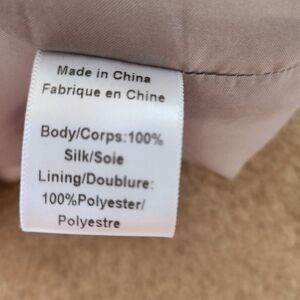 Made in China
Fabrique en Chine
Body/Corps:100%
Silk/Soie
Lining/Doublure:
100%Polyester/
Polyestre